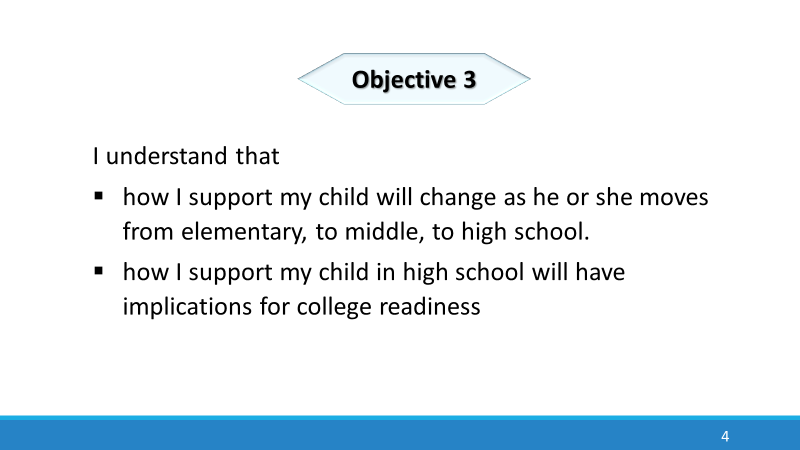 Objective 3
I understand that
▪ how I support my child will change as he or she moves
from elementary, to middle, to high school.
▪ how I support my child in high school will have
implications for college readiness
4